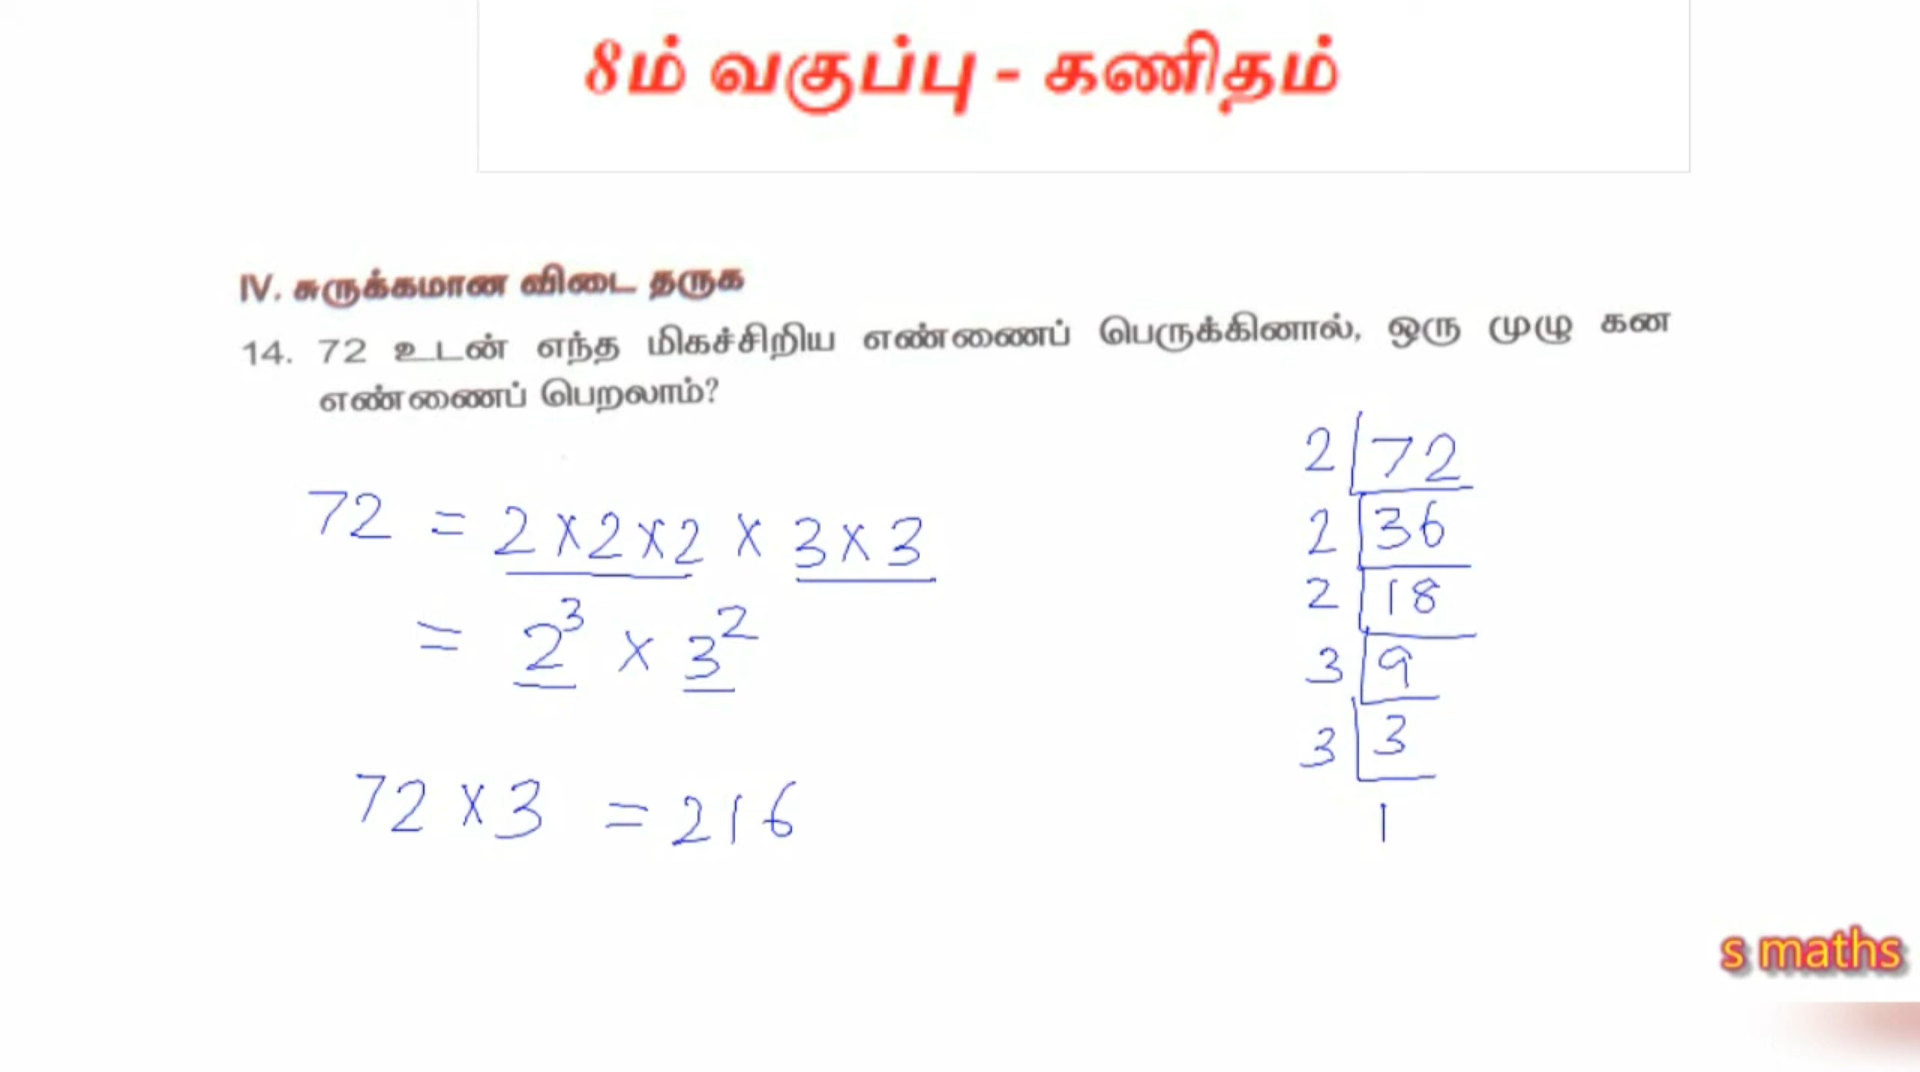 8ம் வகுப்பு - கணிதம்
IV. சுருக்கமான விடை தருக
14. 72 உடன் எந்த மிகச்சிறிய எண்ணைப் பெருக்கினால், ஒரு முழு கன
எண்ணைப் பெறலாம்?
72 = 2 × 2 × 2 × 3 × 3
= 2³ × 3²
72 × 3 = 216
2 | 72
2 | 36
2 | 18
3 | 9
3 | 3
1
s maths